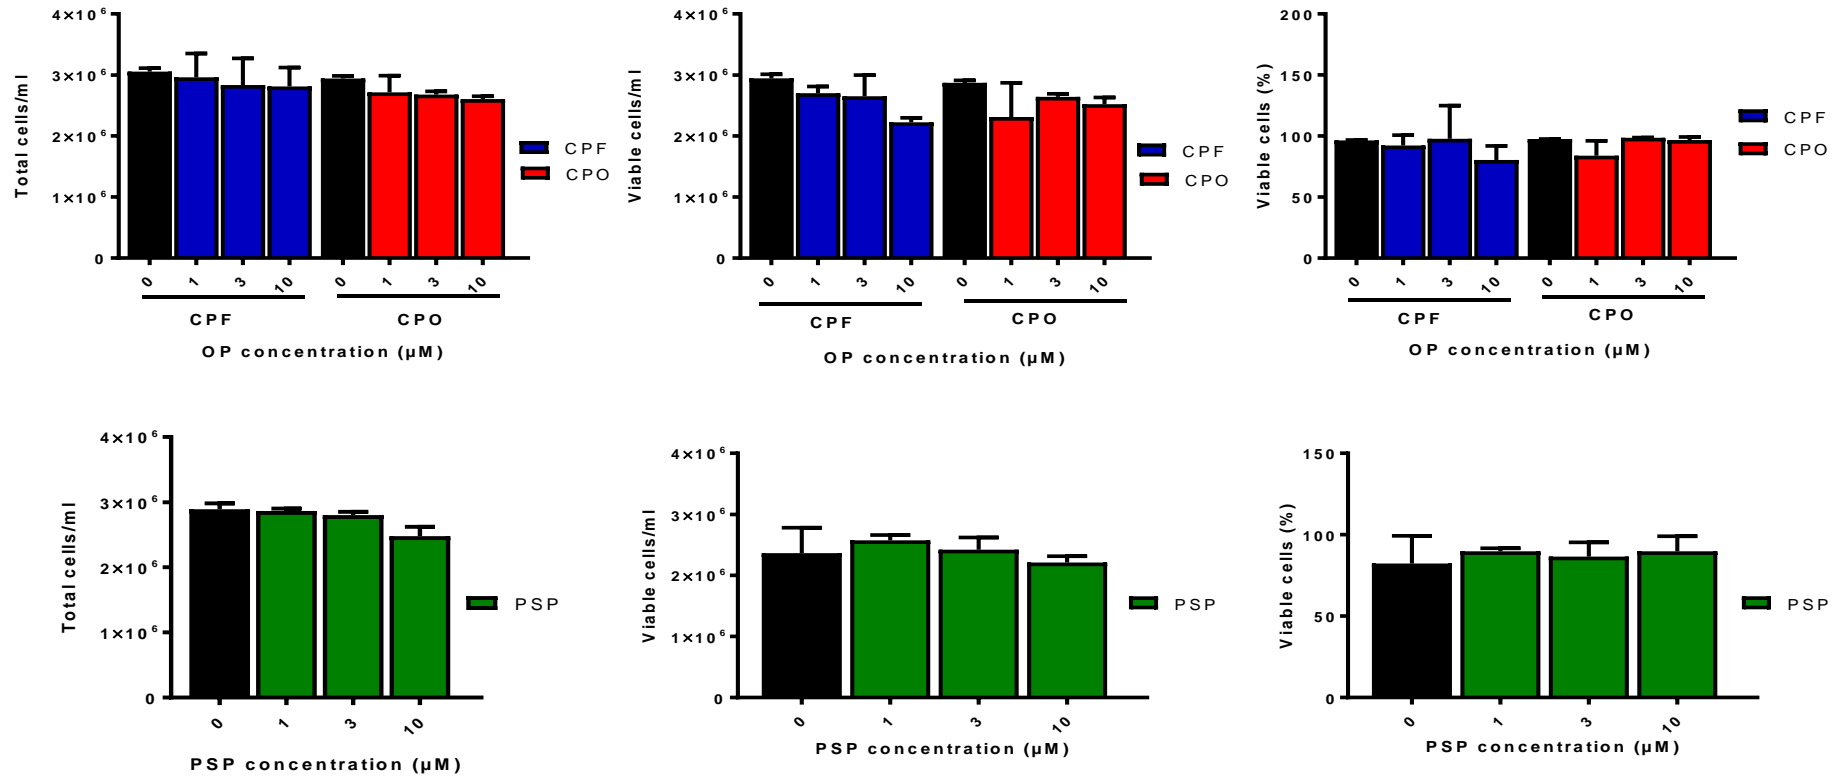 Total cells/ml
4×10⁶
3×10⁶
2×10⁶
1×10⁶
0
0 1 3 10 0 1 3 10
CPF CPO
OP concentration (µM)
CPF
CPO
Viable cells/ml
4×10⁶
3×10⁶
2×10⁶
1×10⁶
0
0 1 3 10 0 1 3 10
CPF CPO
OP concentration (µM)
CPF
CPO
Viable cells (%)
200
150
100
50
0
0 1 3 10 0 1 3 10
CPF CPO
OP concentration (µM)
CPF
CPO
Total cells/ml
4×10⁶
3×10⁶
2×10⁶
1×10⁶
0
0 1 3 10
PSP concentration (µM)
PSP
Viable cells/ml
4×10⁶
3×10⁶
2×10⁶
1×10⁶
0
0 1 3 10
PSP concentration (µM)
PSP
Viable cells (%)
150
100
50
0
0 1 3 10
PSP concentration (µM)
PSP